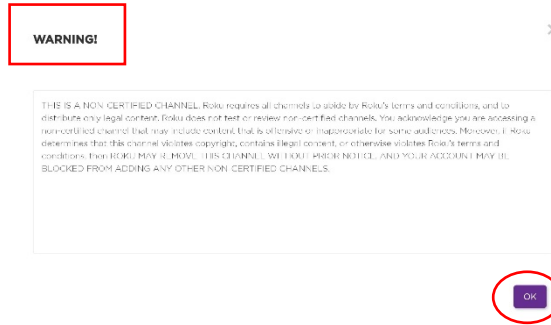 WARNING!
THIS IS A NON CERTIFIED CHANNEL. Roku requires all channels to abide by Roku's terms and conditions, and to
distribute only legal content. Roku does not test or review non-certified channels. You acknowledge you are accessing a
non-certified channel that may include content that is offensive or inappropriate for some audiences. Moreover, if Roku
determines that this channel violates copyright, contains illegal content, or otherwise violates Roku's terms and
conditions, then ROKU MAY REMOVE THIS CHANNEL WITHOUT PRIOR NOTICE, AND YOUR ACCOUNT MAY BE
BLOCKED FROM ADDING ANY OTHER NON CERTIFIED CHANNELS.
OK